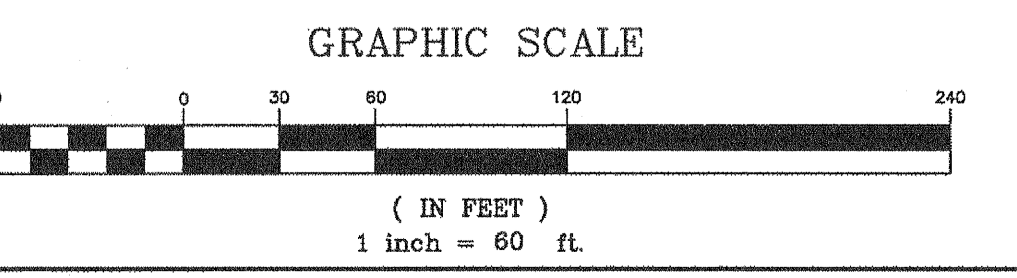 GRAPHIC SCALE
0 30 60 120 240
( IN FEET )
1 inch = 60 ft.